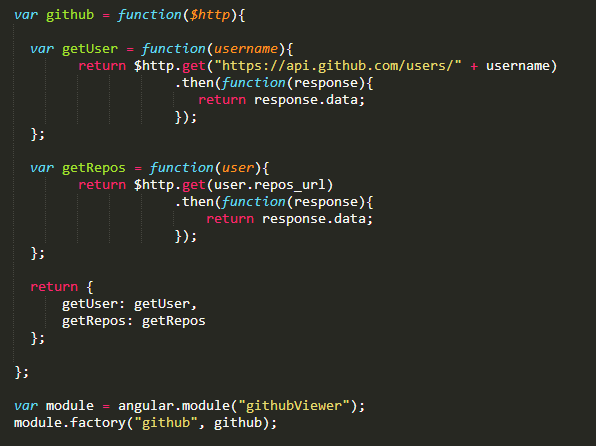 var github = function($http){
var getUser = function(username){
return $http.get("https://api.github.com/users/" + username)
.then(function(response){
return response.data;
});
};
var getRepos = function(user){
return $http.get(user.repos_url)
.then(function(response){
return response.data;
});
};
return {
getUser: getUser,
getRepos: getRepos
};
};
var module = angular.module("githubViewer");
module.factory("github", github);